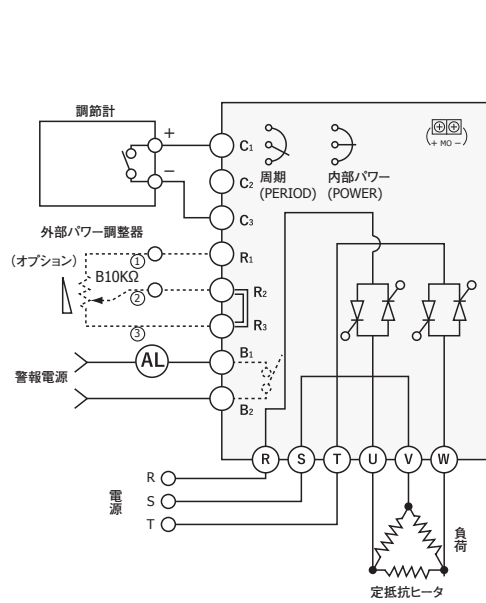 調節計
+
−
C1
C2
C3
周期
(PERIOD)
内部パワー
(POWER)
(+ MO −)
外部パワー調整器
(オプション)
B10KΩ
①
②
③
R1
R2
R3
警報電源
AL
B1
B2
R
S
T
U
V
W
電源
R
S
T
負荷
定抵抗ヒータ